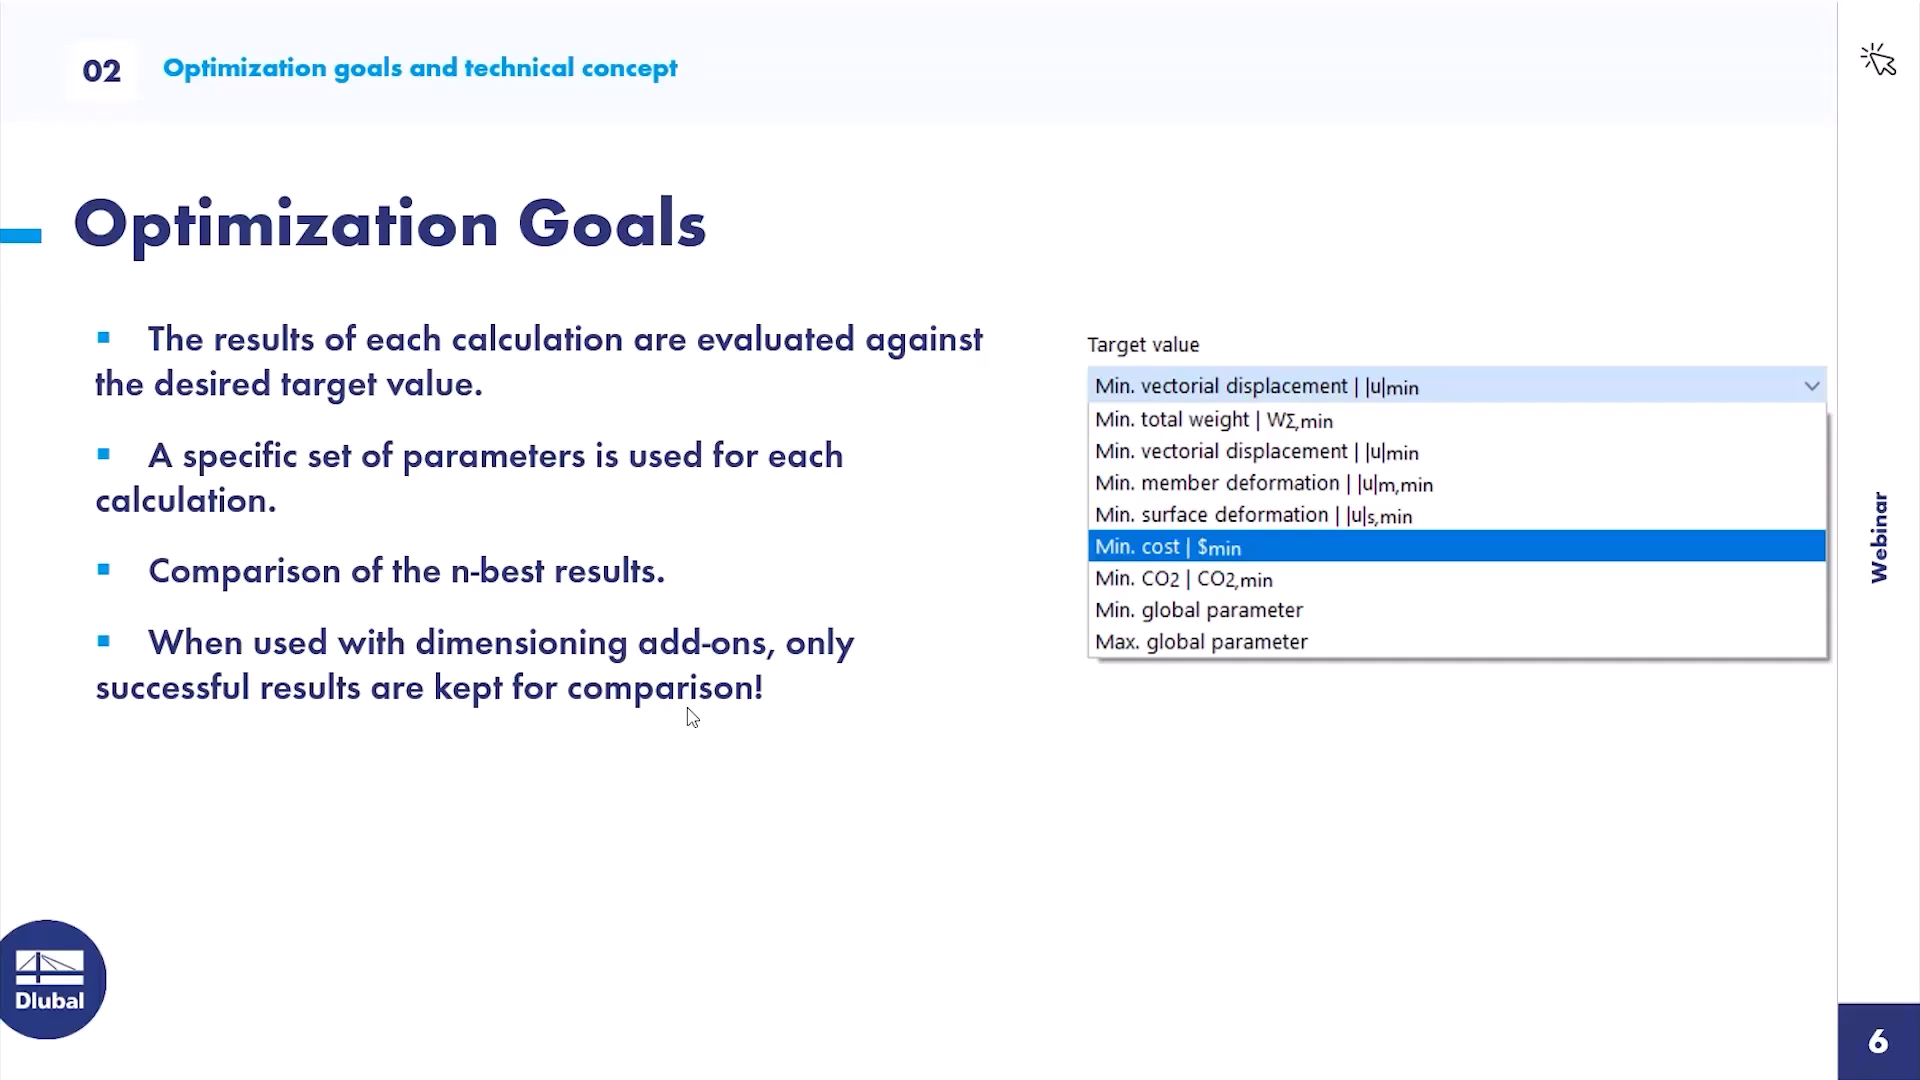 02
Optimization goals and technical concept
Optimization Goals
▪ The results of each calculation are evaluated against
the desired target value.
▪ A specific set of parameters is used for each
calculation.
▪ Comparison of the n-best results.
▪ When used with dimensioning add-ons, only
successful results are kept for comparison!
Target value
Min. vectorial displacement | |u|min
Min. total weight | WΣ,min
Min. vectorial displacement | |u|min
Min. member deformation | |u|m,min
Min. surface deformation | |u|s,min
Min. cost | $min
Min. CO2 | CO2,min
Min. global parameter
Max. global parameter
Webinar
Dlubal
6